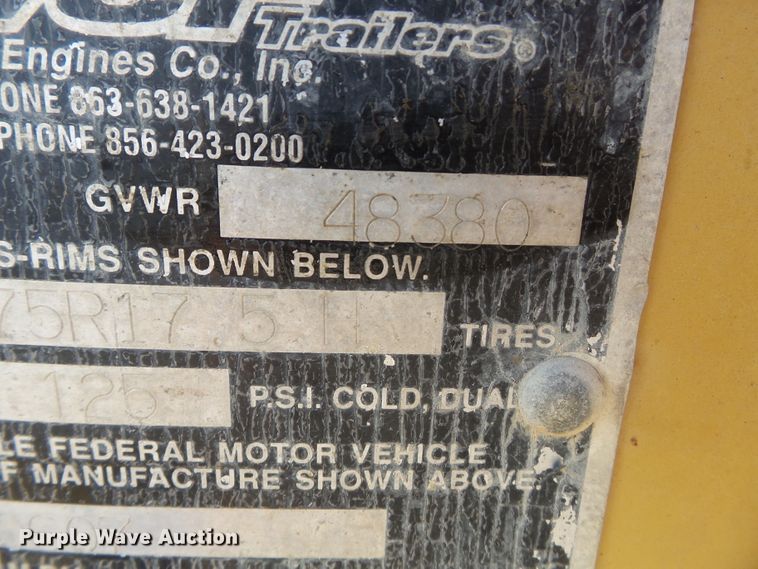 Trailers®
Engines Co., Inc.
ONE 863-638-1421
PHONE 856-423-0200
GVWR 48380
S-RIMS SHOWN BELOW.
75R17.5 H TIRES
125 P.S.I. COLD, DUAL
LE FEDERAL MOTOR VEHICLE
F MANUFACTURE SHOWN ABOVE.
Purple Wave Auction